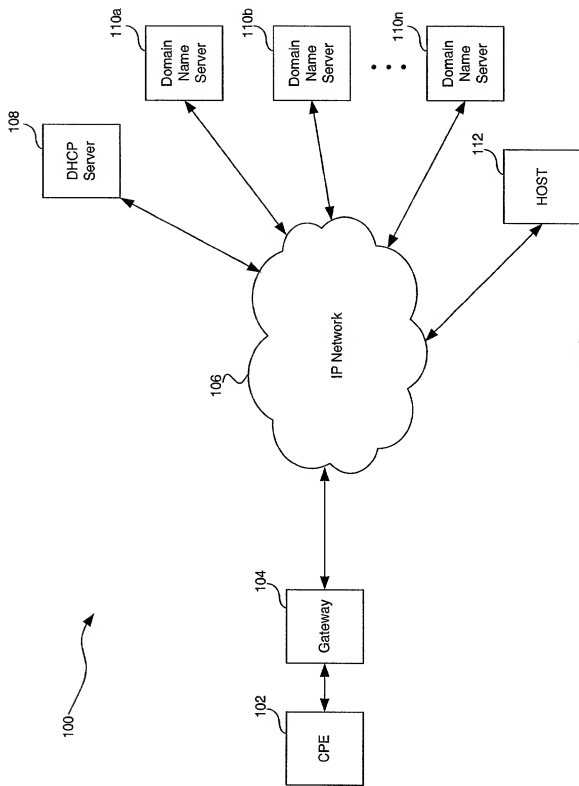 100
102
CPE
104
Gateway
106
IP Network
108
DHCP
Server
110a
Domain
Name
Server
110b
Domain
Name
Server
110n
Domain
Name
Server
112
HOST